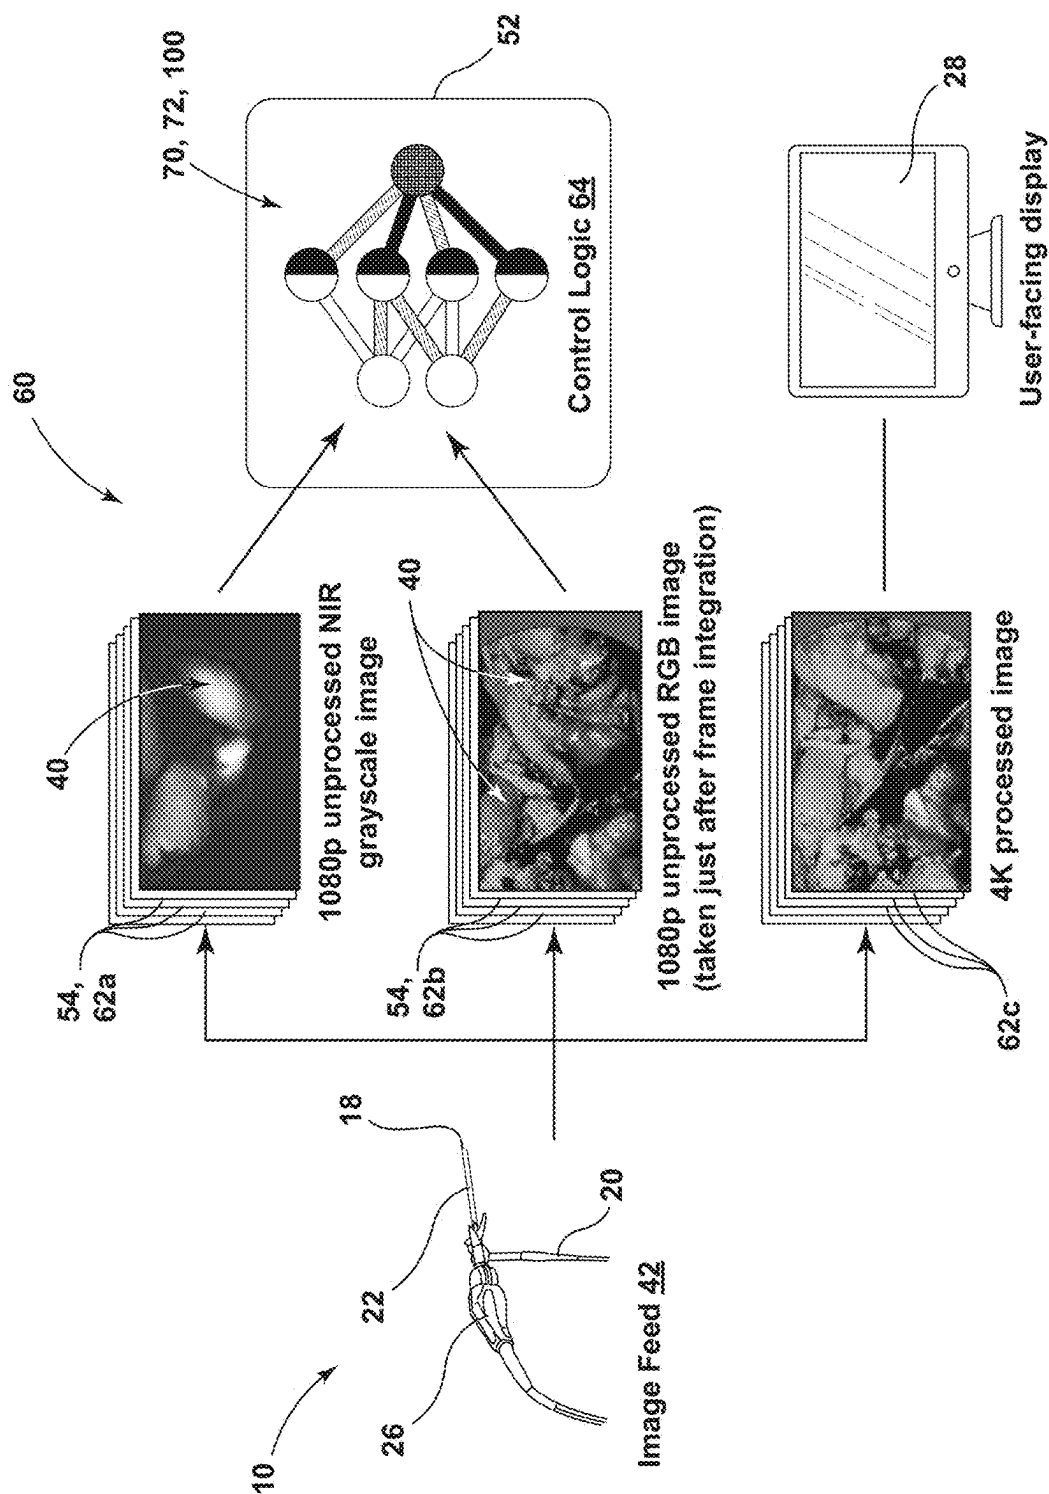 10
26
22
18
20
Image Feed 42
60
54,
62a
40
1080p unprocessed NIR
grayscale image
54,
62b
40
1080p unprocessed RGB image
(taken just after frame integration)
62c
4K processed image
70, 72, 100
52
Control Logic 64
28
User-facing display